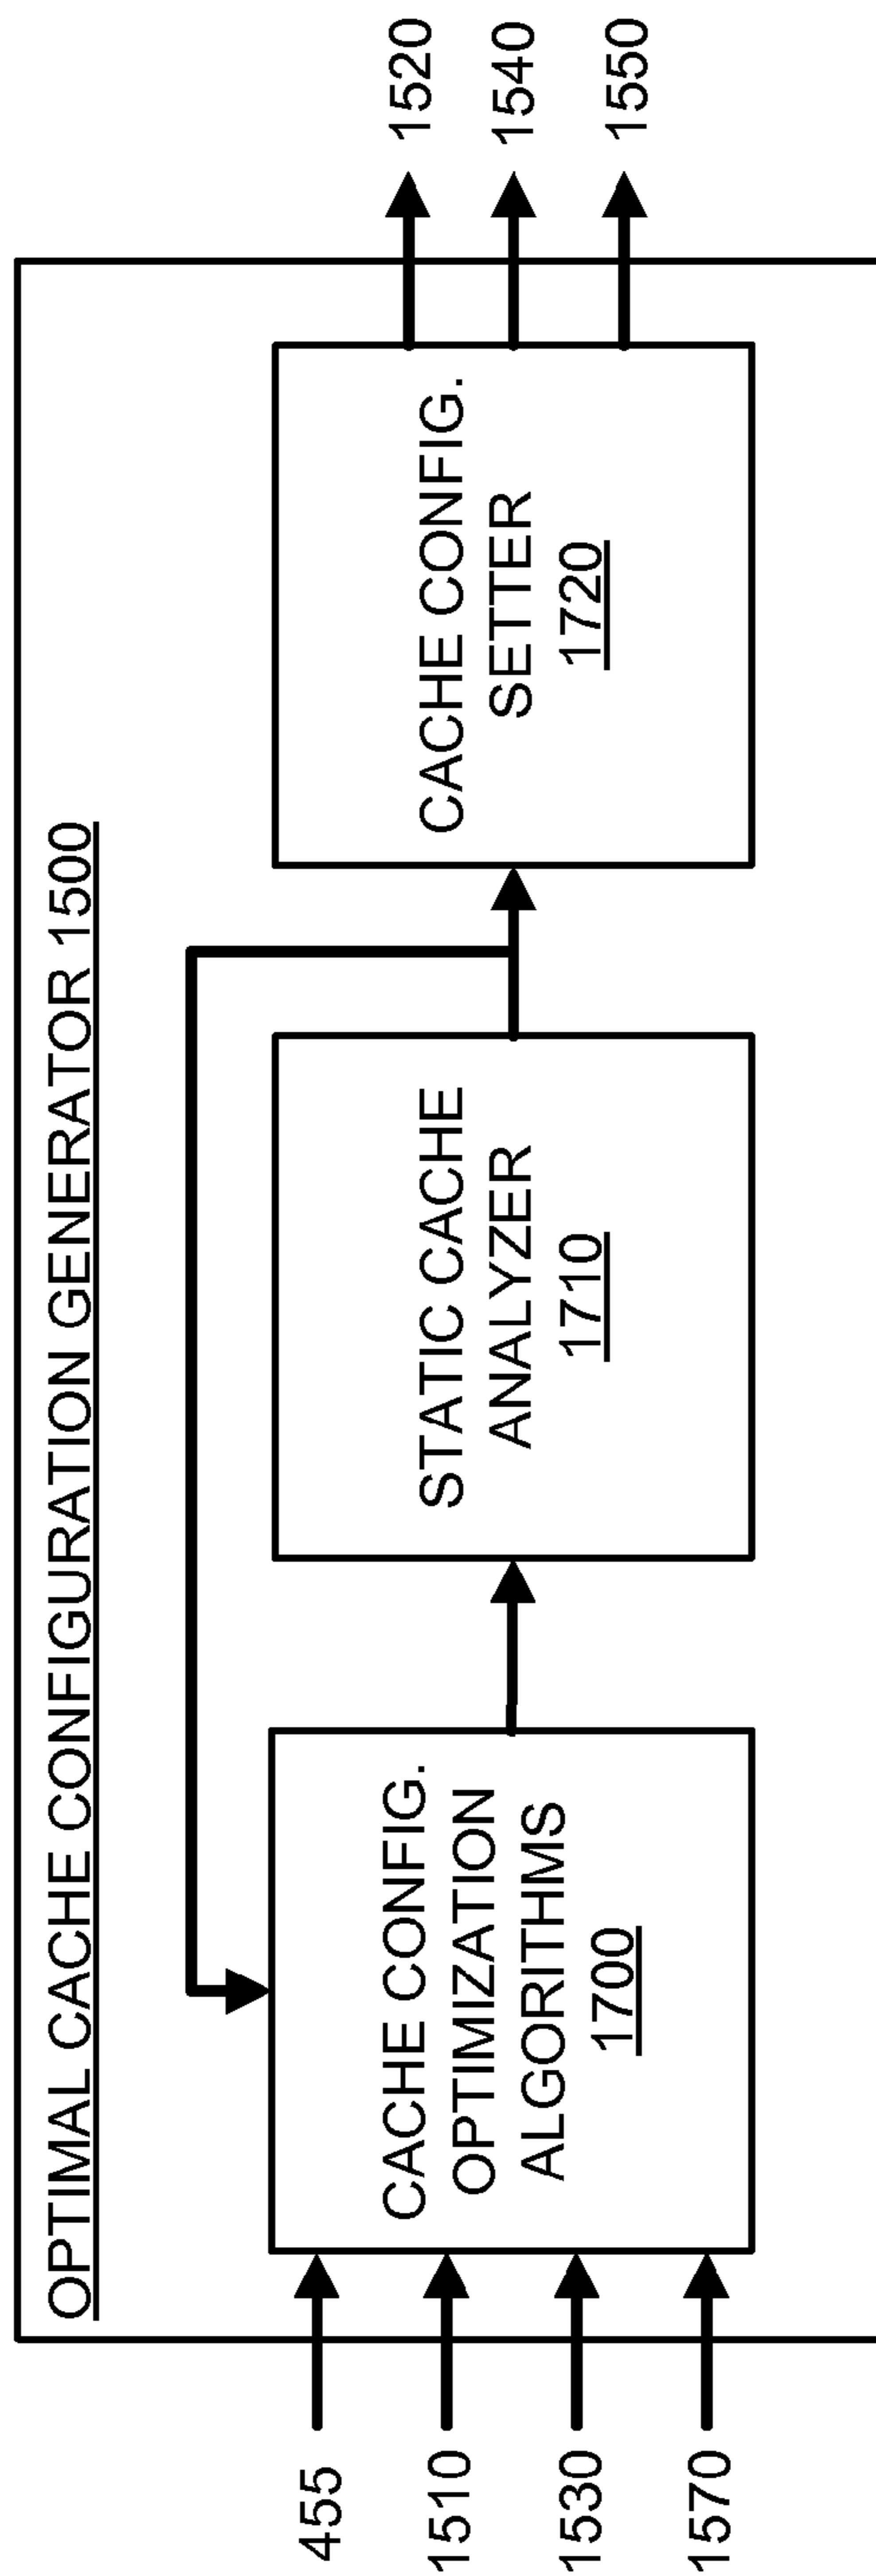 OPTIMAL CACHE CONFIGURATION GENERATOR 1500
455
1510
1530
1570
CACHE CONFIG.
OPTIMIZATION
ALGORITHMS
1700
STATIC CACHE
ANALYZER
1710
CACHE CONFIG.
SETTER
1720
1520
1540
1550